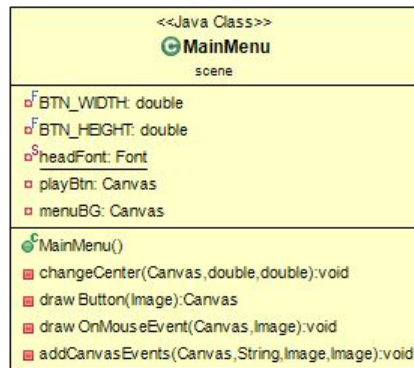 <<Java Class>>
MainMenu
scene
BTN_WIDTH: double
BTN_HEIGHT: double
headFont: Font
playBtn: Canvas
menuBG: Canvas
MainMenu()
changeCenter(Canvas,double,double):void
draw Button(Image):Canvas
draw OnMouseEvent(Canvas,Image):void
addCanvasEvents(Canvas,String,Image,Image):void